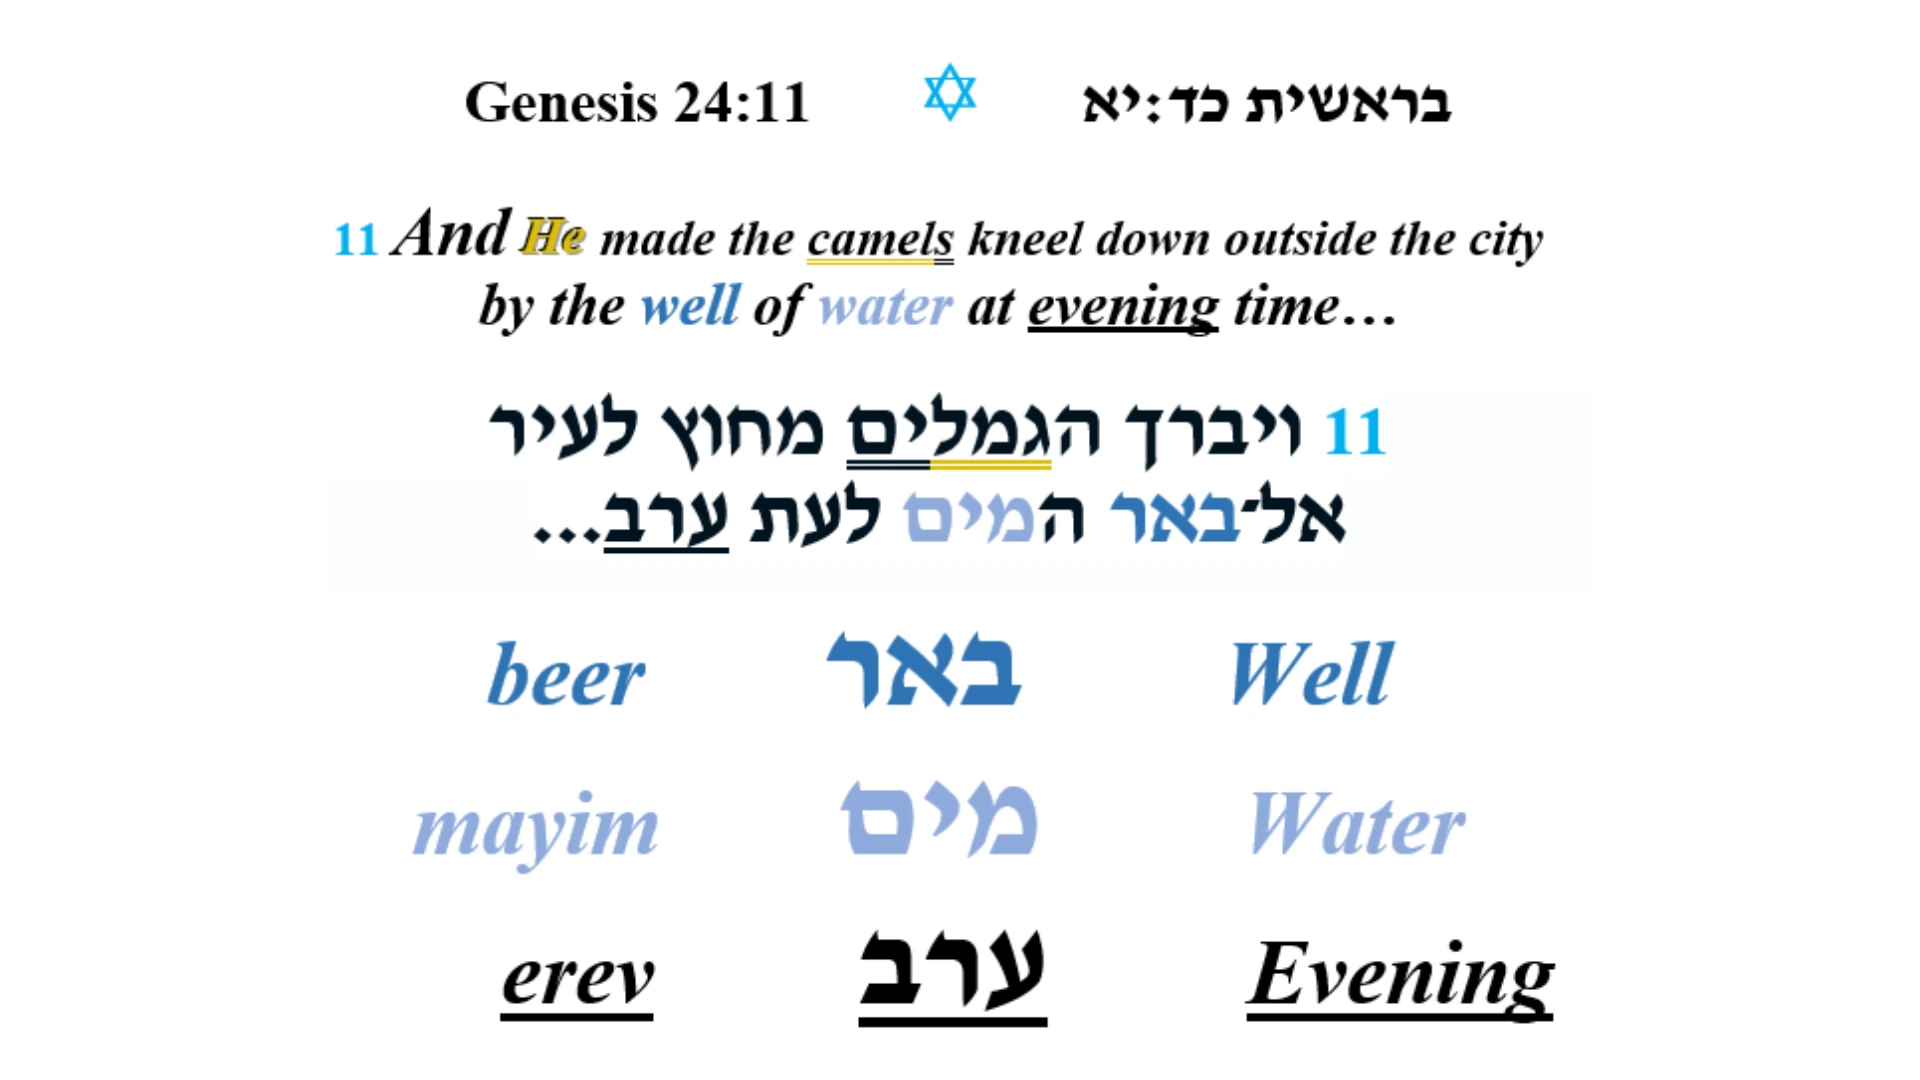 Genesis 24:11 ✡ בראשית כד:יא
11 And He made the camels kneel down outside the city
by the well of water at evening time…
11 ויברך הגמלים מחוץ לעיר
אל־באר המים לעת ערב...
beer באר Well
mayim מים Water
erev ערב Evening